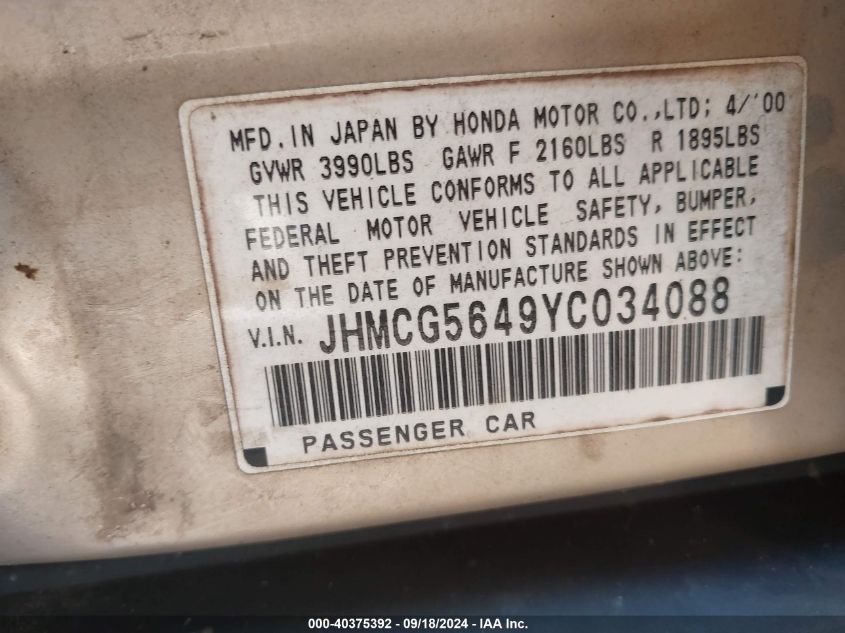 MFD. IN JAPAN BY HONDA MOTOR CO.,LTD; 4/'00
GVWR 3990LBS GAWR F 2160LBS R 1895LBS
THIS VEHICLE CONFORMS TO ALL APPLICABLE
FEDERAL MOTOR VEHICLE SAFETY, BUMPER,
AND THEFT PREVENTION STANDARDS IN EFFECT
ON THE DATE OF MANUFACTURE SHOWN ABOVE:
V.I.N. JHMCG5649YC034088
PASSENGER CAR
000-40375392 - 09/18/2024 - IAA Inc.